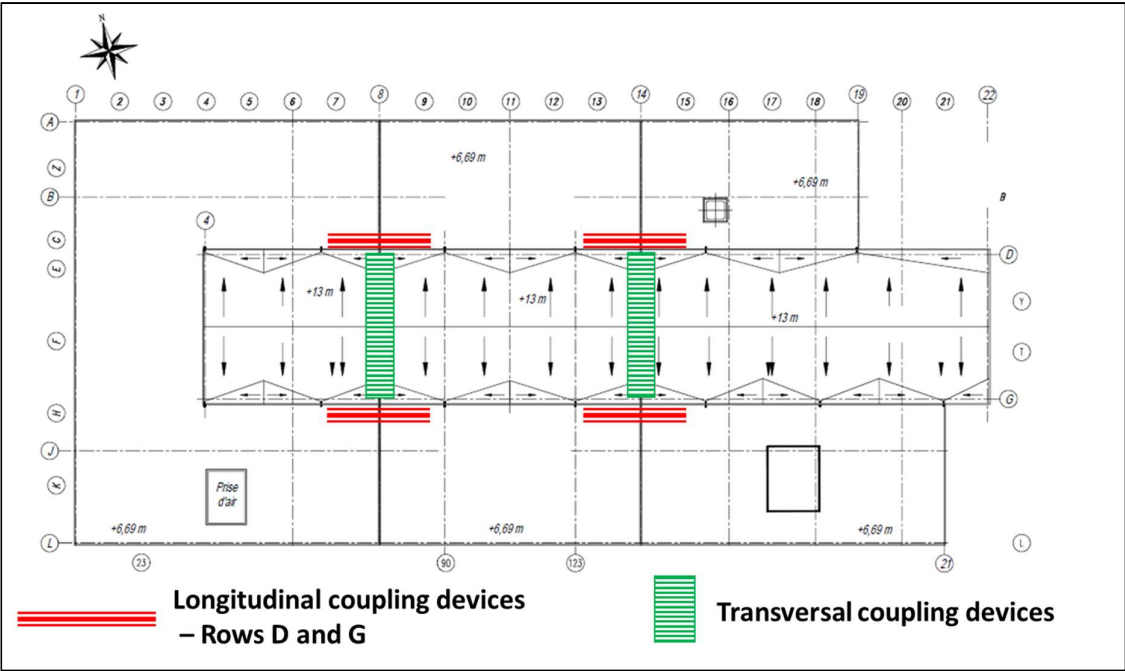 N
1 2 3 4 5 6 7 8 9 10 11 12 13 14 15 16 17 18 19 20 21 22
A
Z
+6,69 m
+6,69 m
B
B
4
C
D
E
+13 m
+13 m
+13 m
Y
F
T
H
G
J
K
Prise
d'air
+6,69 m
+6,69 m
+6,69 m
L
L
23
90
123
21
Longitudinal coupling devices
– Rows D and G
Transversal coupling devices